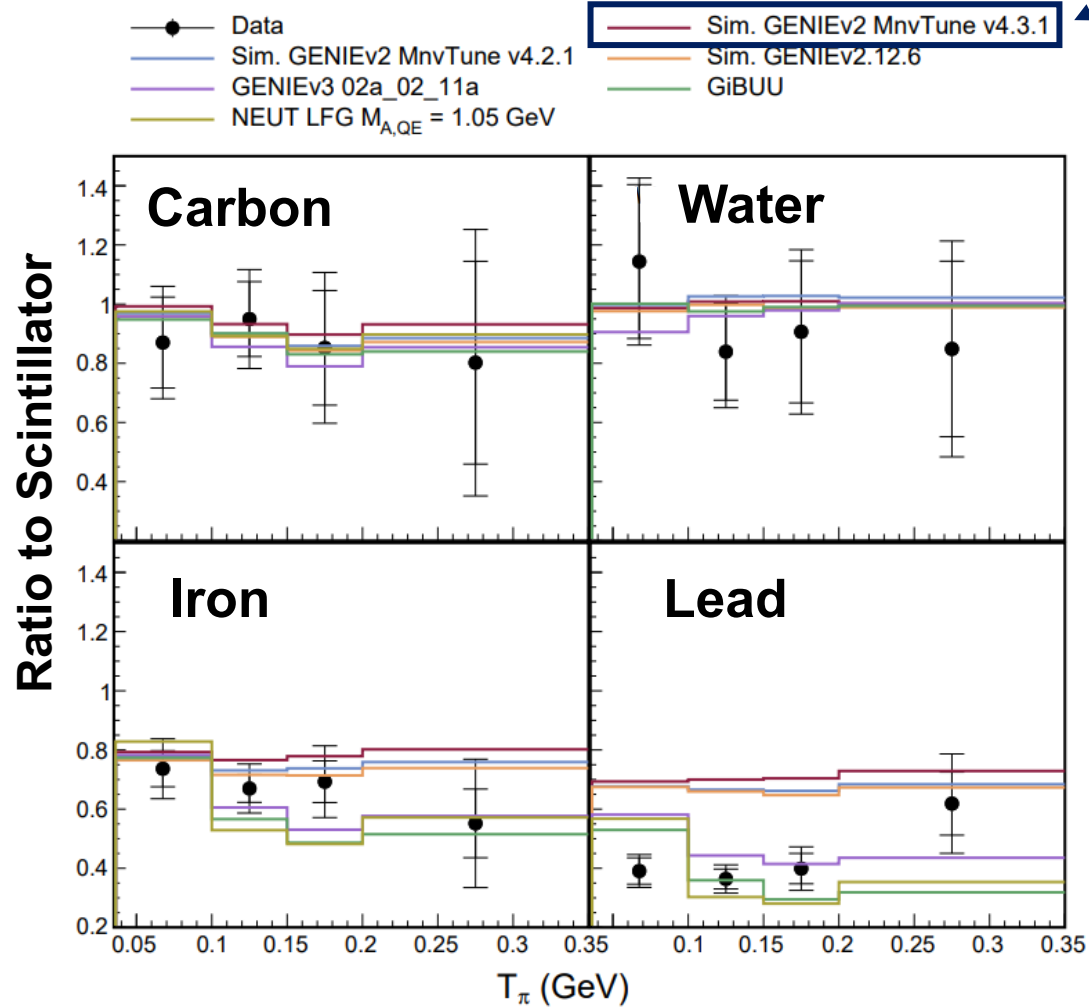 Data
Sim. GENIEv2 MnvTune v4.3.1
Sim. GENIEv2 MnvTune v4.2.1
Sim. GENIEv2.12.6
GENIEv3 02a_02_11a
GiBUU
NEUT LFG M_A,QE = 1.05 GeV
Carbon
Water
1.4
1.2
1
0.8
0.6
0.4
Ratio to Scintillator
Iron
Lead
1.4
1.2
1
0.8
0.6
0.4
0.2
0.05 0.1 0.15 0.2 0.25 0.3 0.35 0.1 0.15 0.2 0.25 0.3 0.35
T_π (GeV)